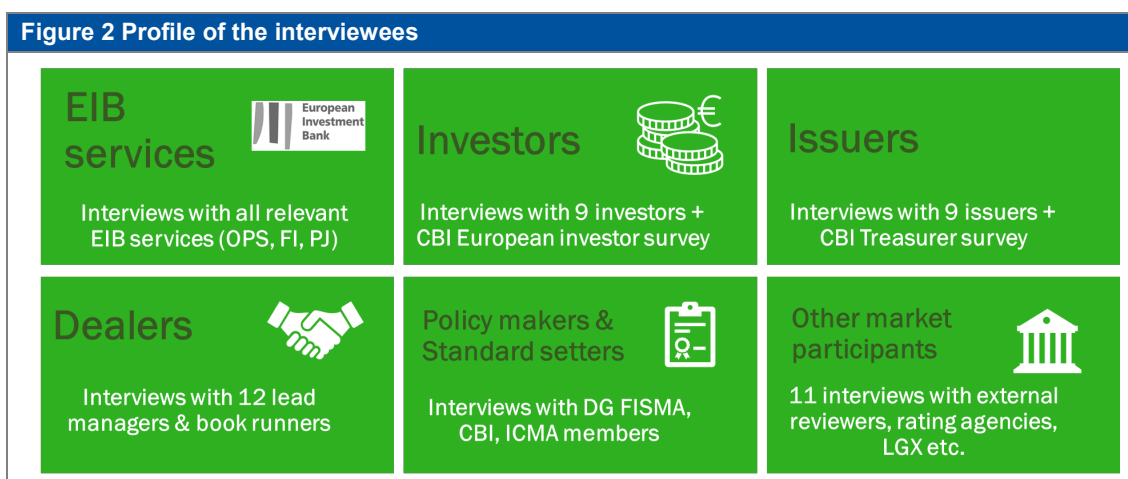 Figure 2 Profile of the interviewees
EIB
services
European
Investment
Bank
Interviews with all relevant
EIB services (OPS, FI, PJ)
Investors
€
Interviews with 9 investors +
CBI European investor survey
Issuers
Interviews with 9 issuers +
CBI Treasurer survey
Dealers
Interviews with 12 lead
managers & book runners
Policy makers &
Standard setters
Interviews with DG FISMA,
CBI, ICMA members
Other market
participants
11 interviews with external
reviewers, rating agencies,
LGX etc.